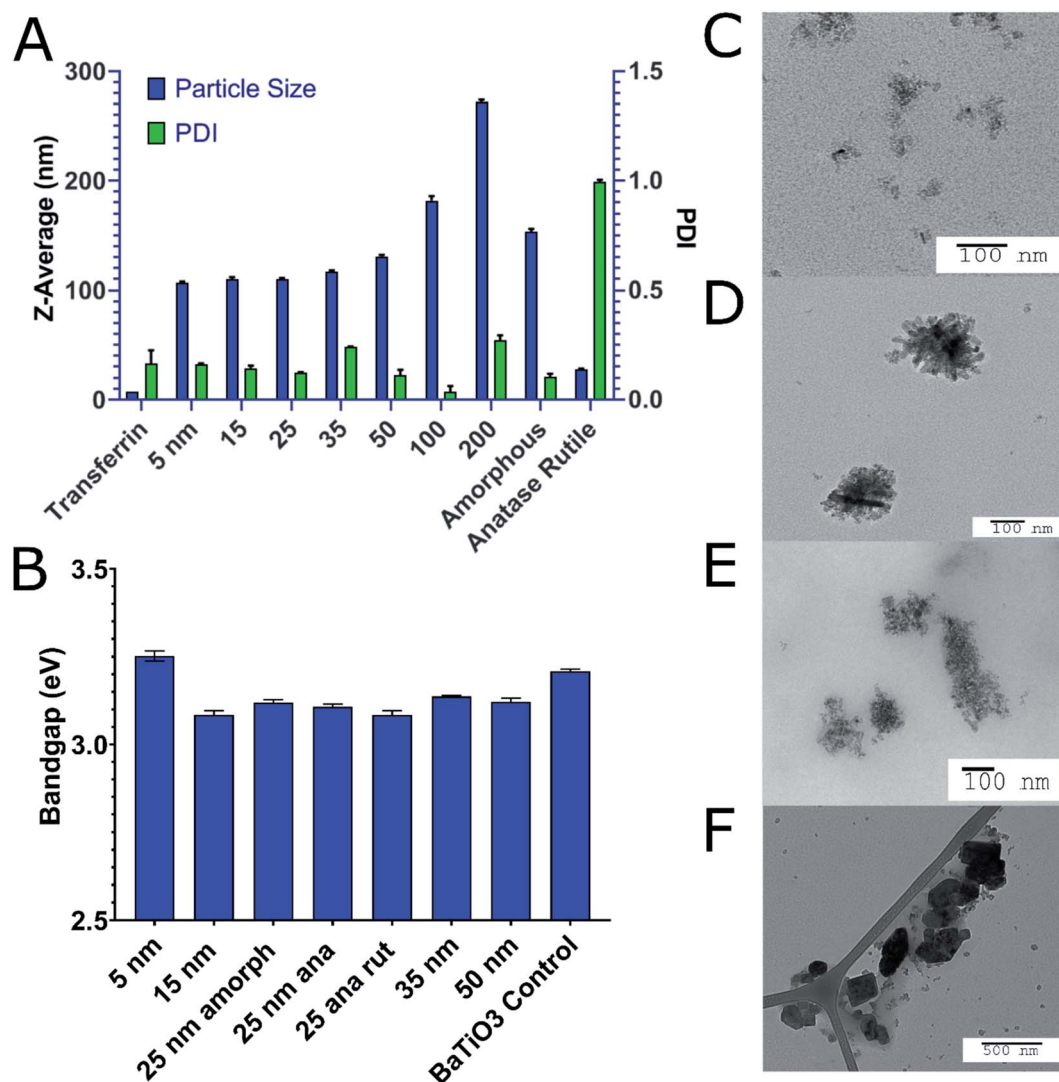 A
Particle Size
PDI
Z-Average (nm)
300
200
100
0
1.5
1.0
0.5
0.0
PDI
Transferrin
5 nm
15
25
35
50
100
200
Amorphous
Anatase Rutile
B
Bandgap (eV)
3.5
3.0
2.5
5 nm
15 nm
25 nm amorph
25 nm ana
25 ana rut
35 nm
50 nm
BaTiO3 Control
C
100 nm
D
100 nm
E
100 nm
F
500 nm